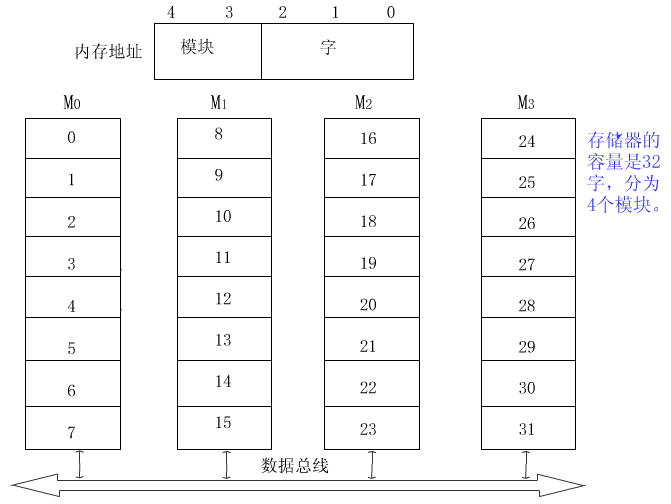 4 3 2 1 0
内存地址 模块 字
M0 M1 M2 M3
0 8 16 24
1 9 17 25
2 10 18 26
3 11 19 27
4 12 20 28
5 13 21 29
6 14 22 30
7 15 23 31
存储器的
容量是32
字，分为
4个模块。
数据总线